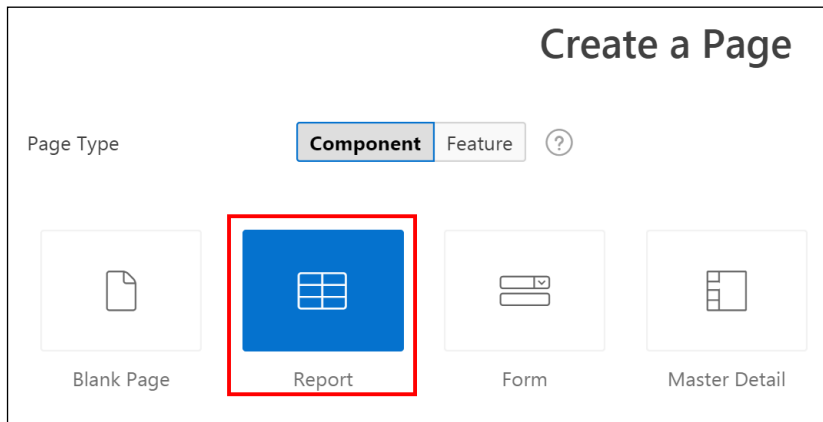 Create a Page
Page Type
Component Feature ?
Blank Page Report Form Master Detail